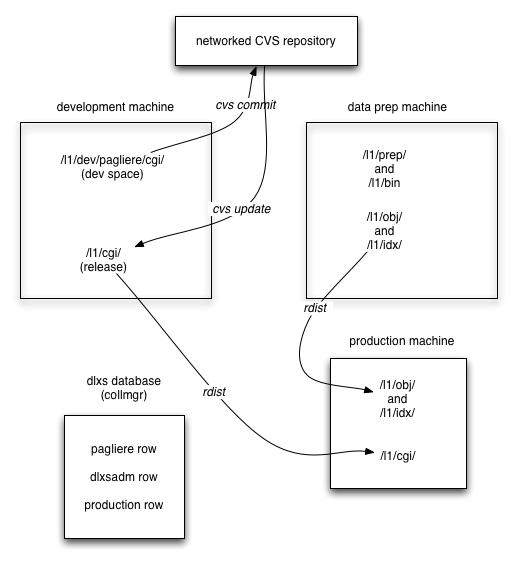 networked CVS repository
cvs commit
development machine
data prep machine
/l1/dev/pagliere/cgi/
(dev space)
/l1/prep/
and
/l1/bin
cvs update
/l1/obj/
and
/l1/idx/
/l1/cgi/
(release)
rdist
production machine
dlxs database
(collmgr)
rdist
/l1/obj/
and
/l1/idx/
/l1/cgi/
pagliere row
dlxsadm row
production row